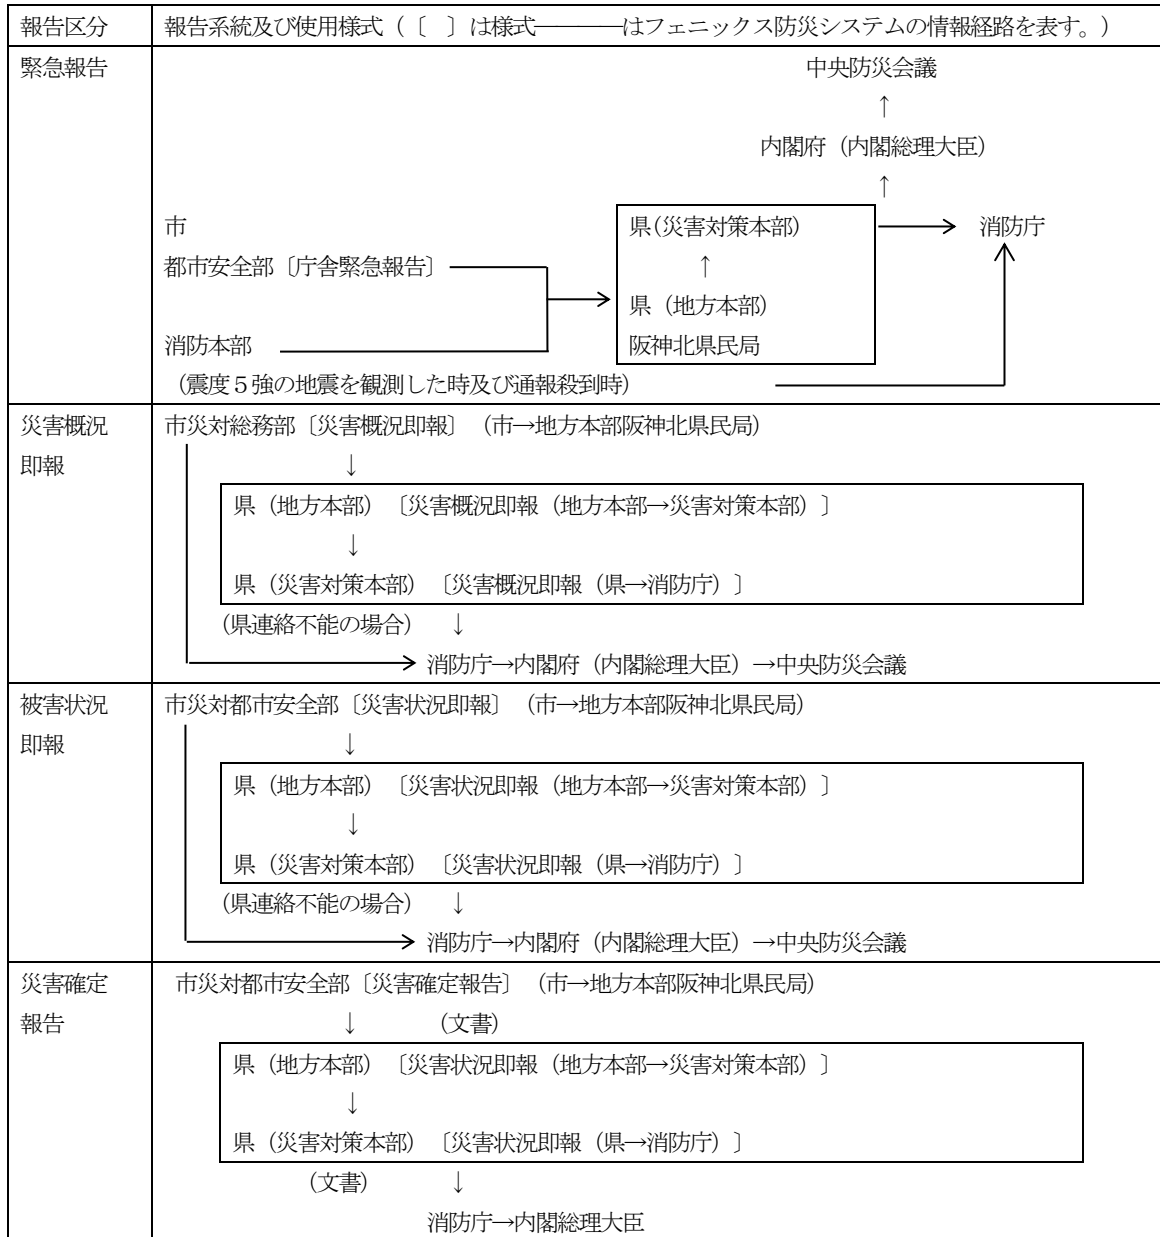 報告区分 報告系統及び使用様式（〔　〕は様式――――はフェニックス防災システムの情報経路を表す。）
緊急報告
中央防災会議
↑
内閣府（内閣総理大臣）
↑
市 県(災害対策本部) → 消防庁
都市安全部〔庁舎緊急報告〕 ↑
→ 県（地方本部）
消防本部 阪神北県民局
（震度５強の地震を観測した時及び通報殺到時）
災害概況 市災対総務部〔災害概況即報〕（市→地方本部阪神北県民局）
即報 ↓
県（地方本部）〔災害概況即報（地方本部→災害対策本部）〕
↓
県（災害対策本部）〔災害概況即報（県→消防庁）〕
（県連絡不能の場合） ↓
→ 消防庁→内閣府（内閣総理大臣）→中央防災会議
被害状況 市災対都市安全部〔災害状況即報〕（市→地方本部阪神北県民局）
即報 ↓
県（地方本部）〔災害状況即報（地方本部→災害対策本部）〕
↓
県（災害対策本部）〔災害状況即報（県→消防庁）〕
（県連絡不能の場合） ↓
→ 消防庁→内閣府（内閣総理大臣）→中央防災会議
災害確定 市災対都市安全部〔災害確定報告〕（市→地方本部阪神北県民局）
報告 ↓ （文書）
県（地方本部）〔災害状況即報（地方本部→災害対策本部）〕
↓
県（災害対策本部）〔災害状況即報（県→消防庁）〕
（文書） ↓
消防庁→内閣総理大臣